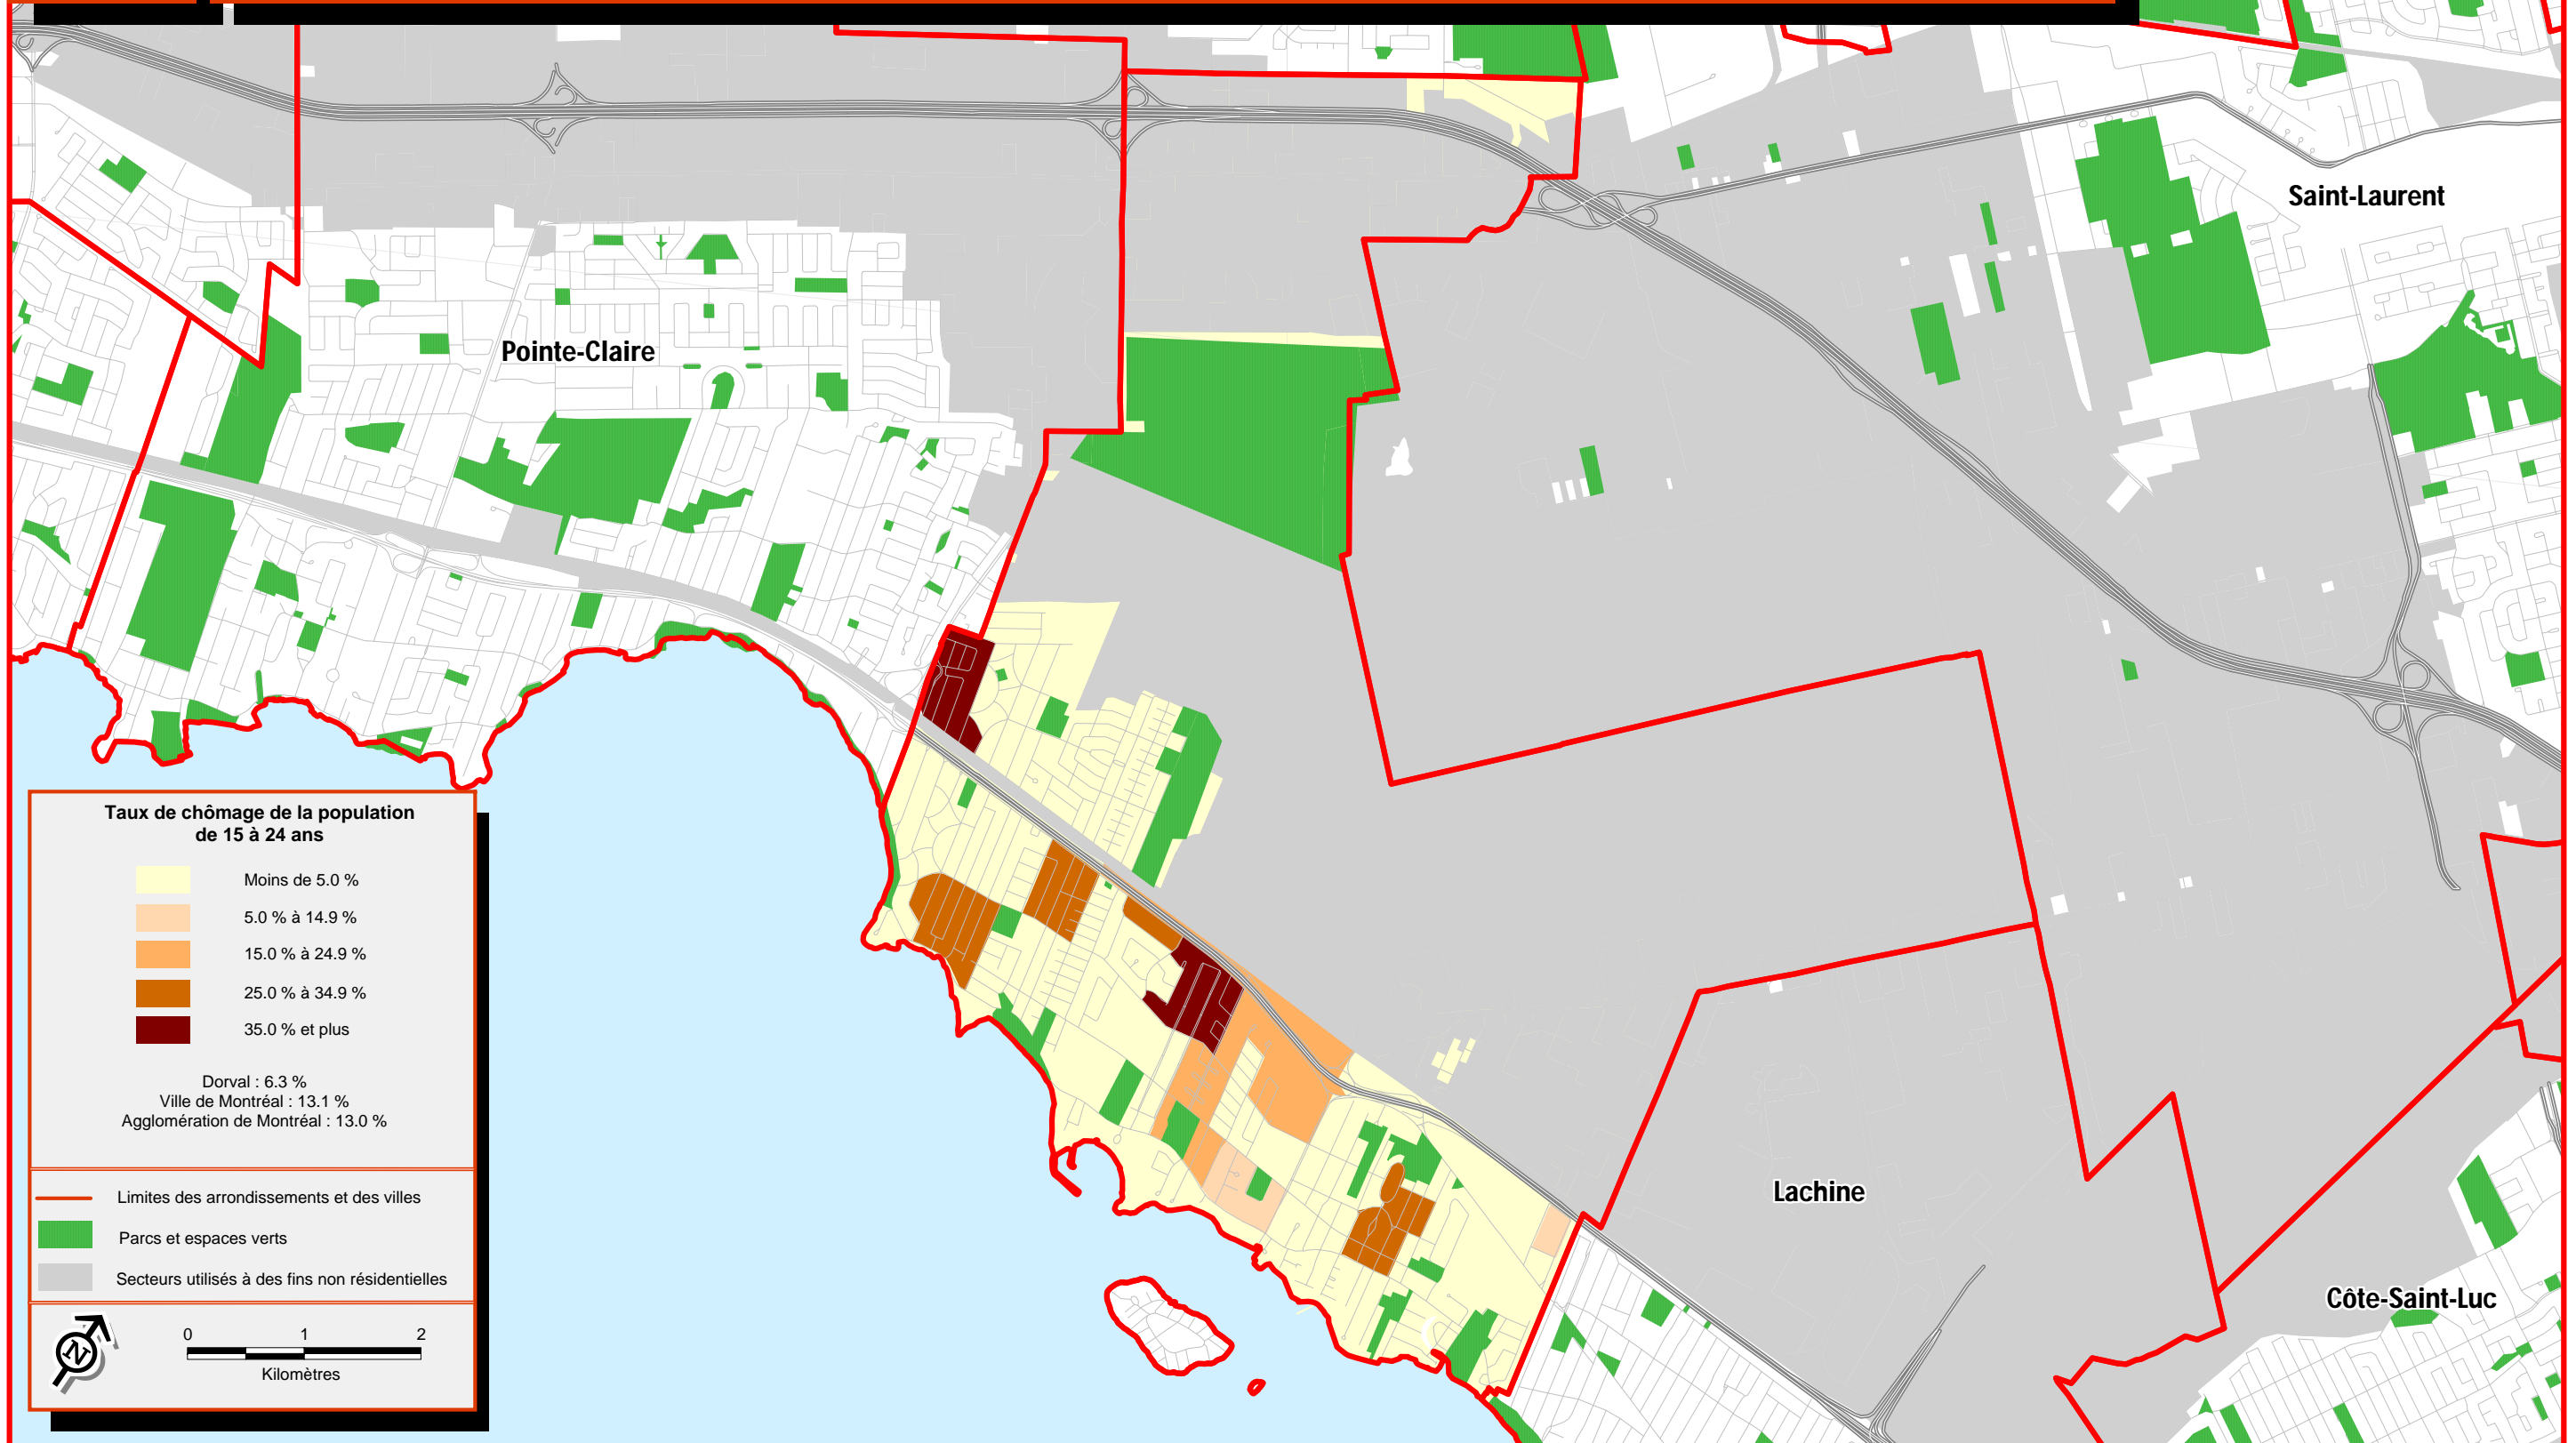 Saint-Laurent
Pointe-Claire
Taux de chômage de la population
de 15 à 24 ans
Moins de 5.0 %
5.0 % à 14.9 %
15.0 % à 24.9 %
25.0 % à 34.9 %
35.0 % et plus
Dorval : 6.3 %
Ville de Montréal : 13.1 %
Agglomération de Montréal : 13.0 %
Limites des arrondissements et des villes
Parcs et espaces verts
Secteurs utilisés à des fins non résidentielles
N
0 1 2
Kilomètres
Lachine
Côte-Saint-Luc